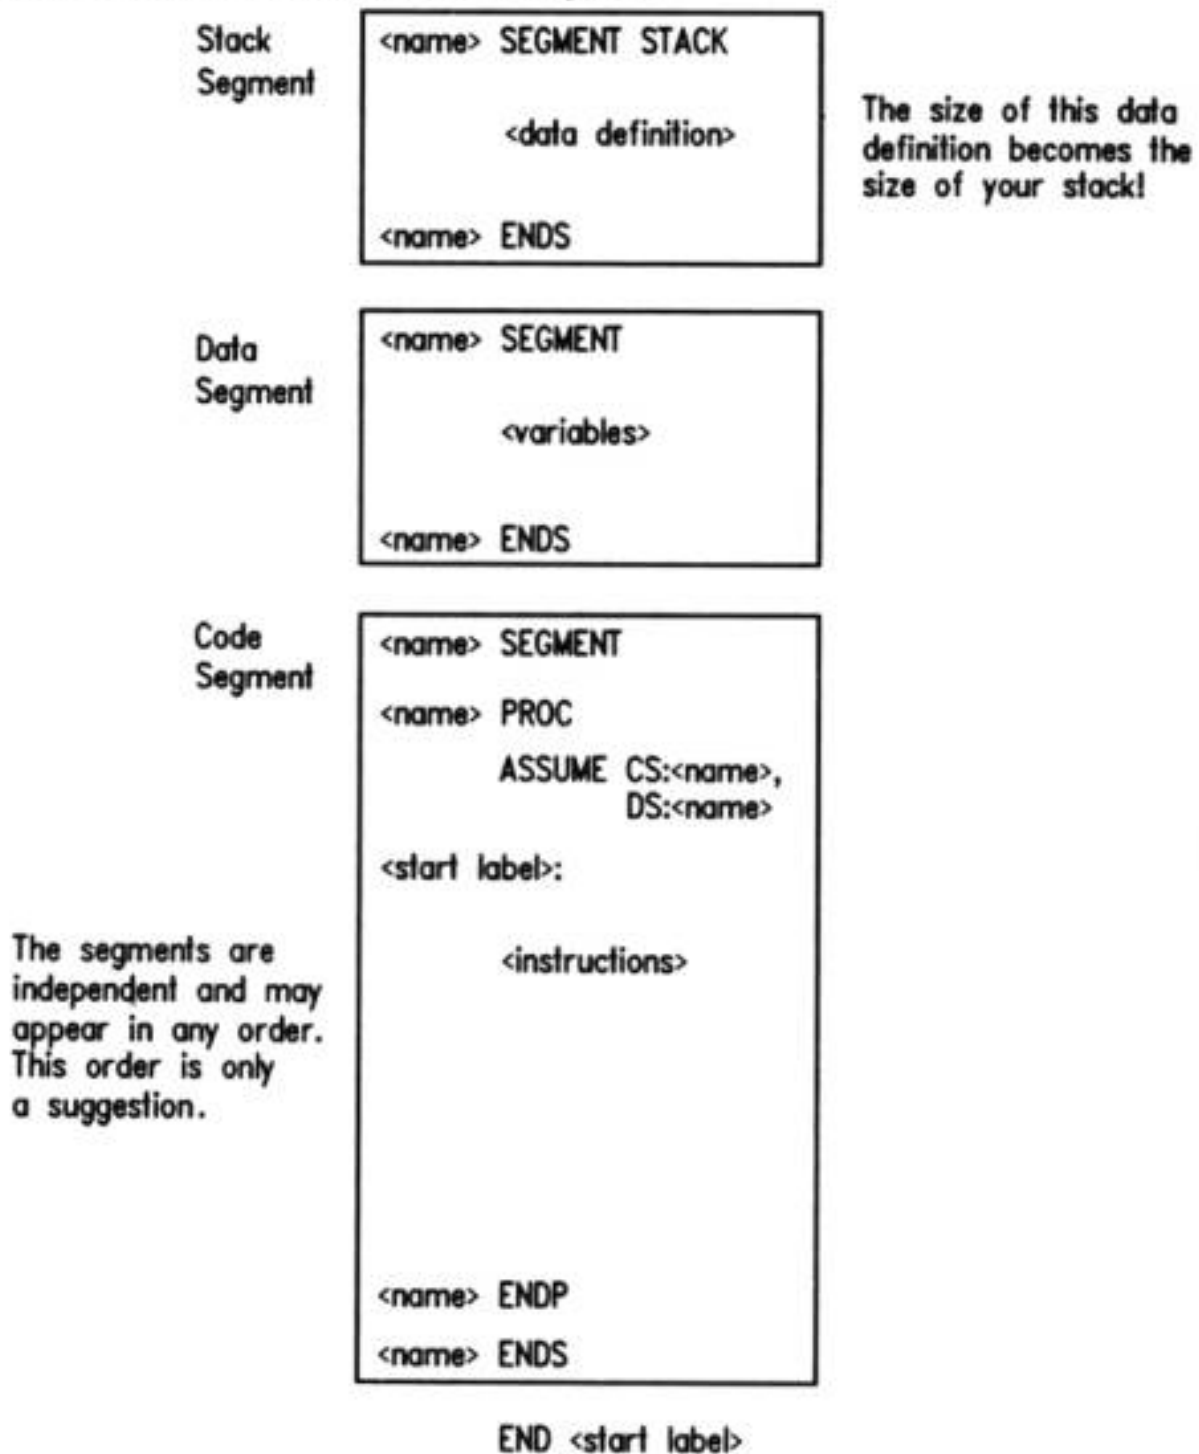 Stack
Segment
<name> SEGMENT STACK
<data definition>
<name> ENDS
The size of this data
definition becomes the
size of your stack!
Data
Segment
<name> SEGMENT
<variables>
<name> ENDS
Code
Segment
<name> SEGMENT
<name> PROC
ASSUME CS:<name>,
DS:<name>
<start label>:
<instructions>
The segments are
independent and may
appear in any order.
This order is only
a suggestion.
<name> ENDP
<name> ENDS
END <start label>